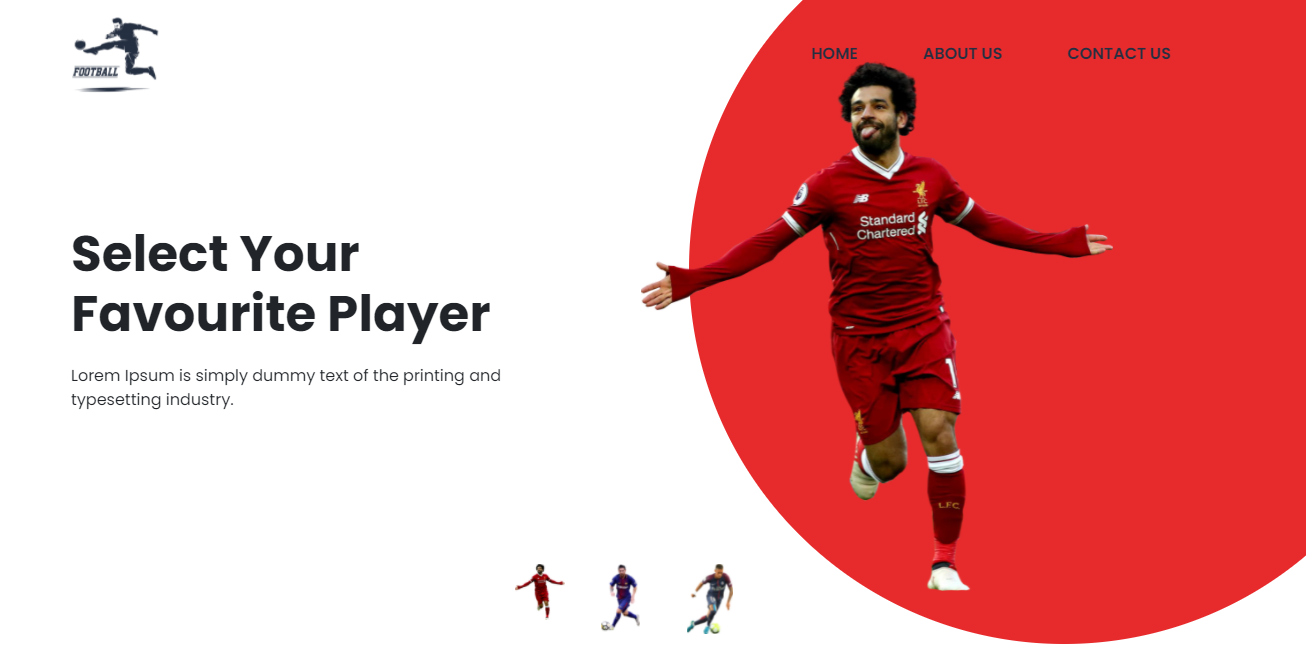 FOOTBALL
HOME ABOUT US CONTACT US
Select Your
Favourite Player
Lorem Ipsum is simply dummy text of the printing and
typesetting industry.
Standard
Chartered
1
L.F.C.